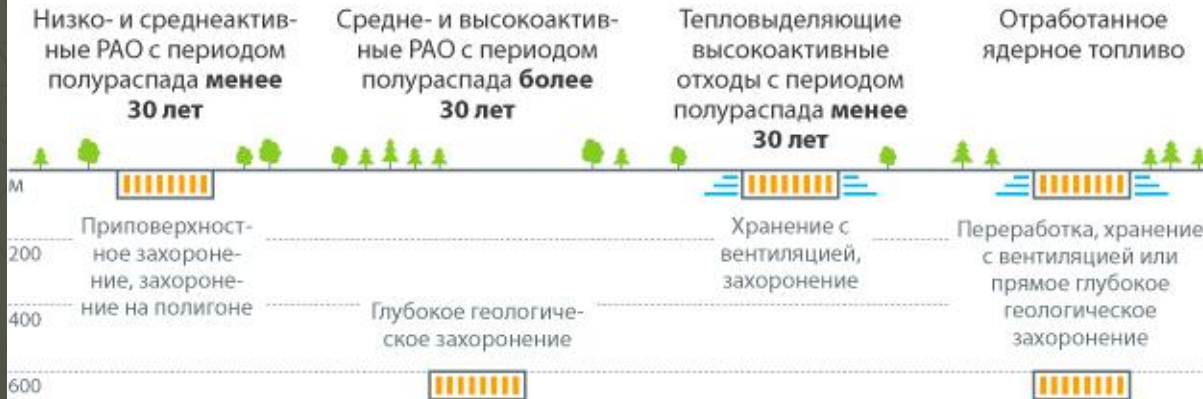 Низко- и среднеактив-
ные РАО с периодом
полураспада менее
30 лет
Средне- и высокоактив-
ные РАО с периодом
полураспада более
30 лет
Тепловыделяющие
высокоактивные
отходы с периодом
полураспада менее
30 лет
Отработанное
ядерное топливо
м
200
400
600
Приповерхност-
ное захороне-
ние, захороне-
ние на полигоне
Глубокое геологиче-
ское захоронение
Хранение с
вентиляцией,
захоронение
Переработка, хранение
с вентиляцией или
прямое глубокое
геологическое
захоронение